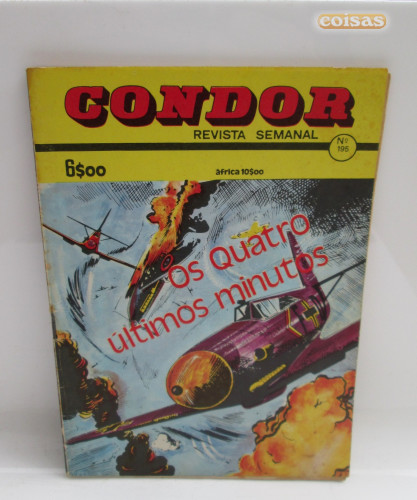 coisas
CONDOR
REVISTA SEMANAL
Nº
195
6$00
áfrica 10$00
Os Quatro
últimos minutos